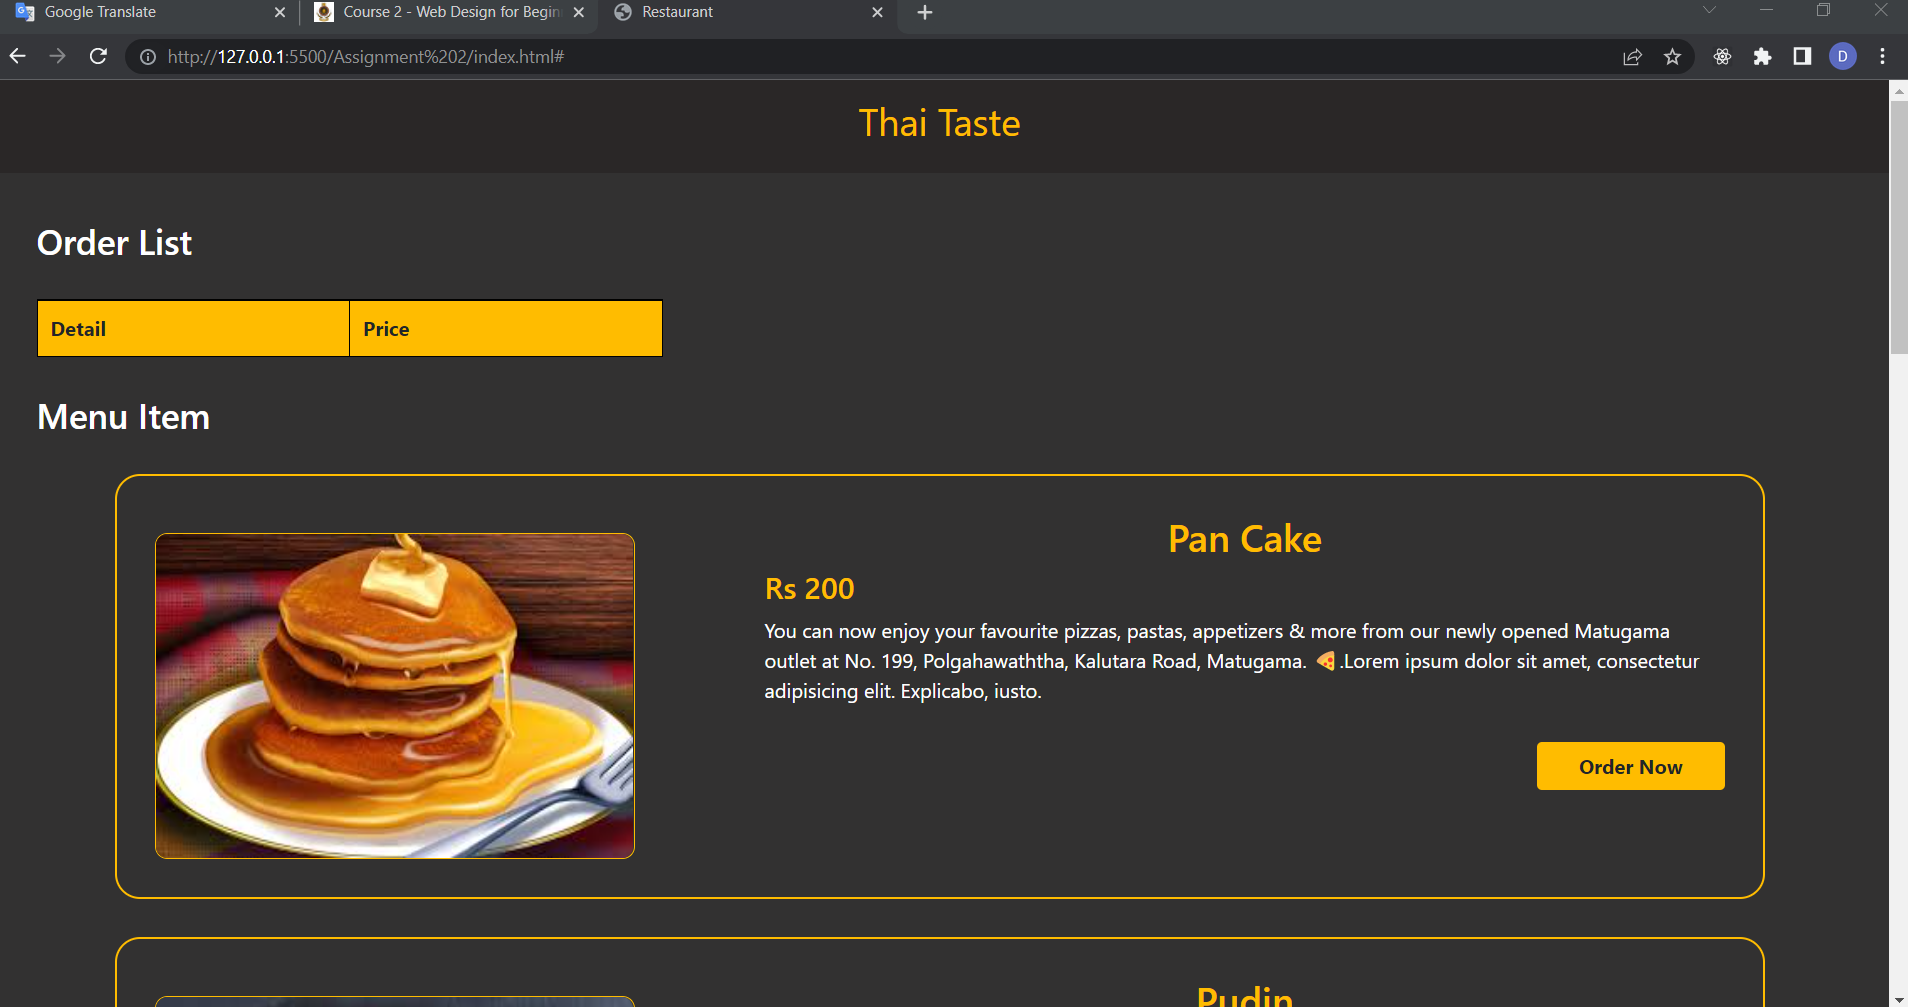 Google Translate
Course 2 - Web Design for Begin
Restaurant
http://127.0.0.1:5500/Assignment%202/index.html#
D
Thai Taste
Order List
Detail
Price
Menu Item
Pan Cake
Rs 200
You can now enjoy your favourite pizzas, pastas, appetizers & more from our newly opened Matugama
outlet at No. 199, Polgahawaththa, Kalutara Road, Matugama. 🍕.Lorem ipsum dolor sit amet, consectetur
adipisicing elit. Explicabo, iusto.
Order Now
Pudin